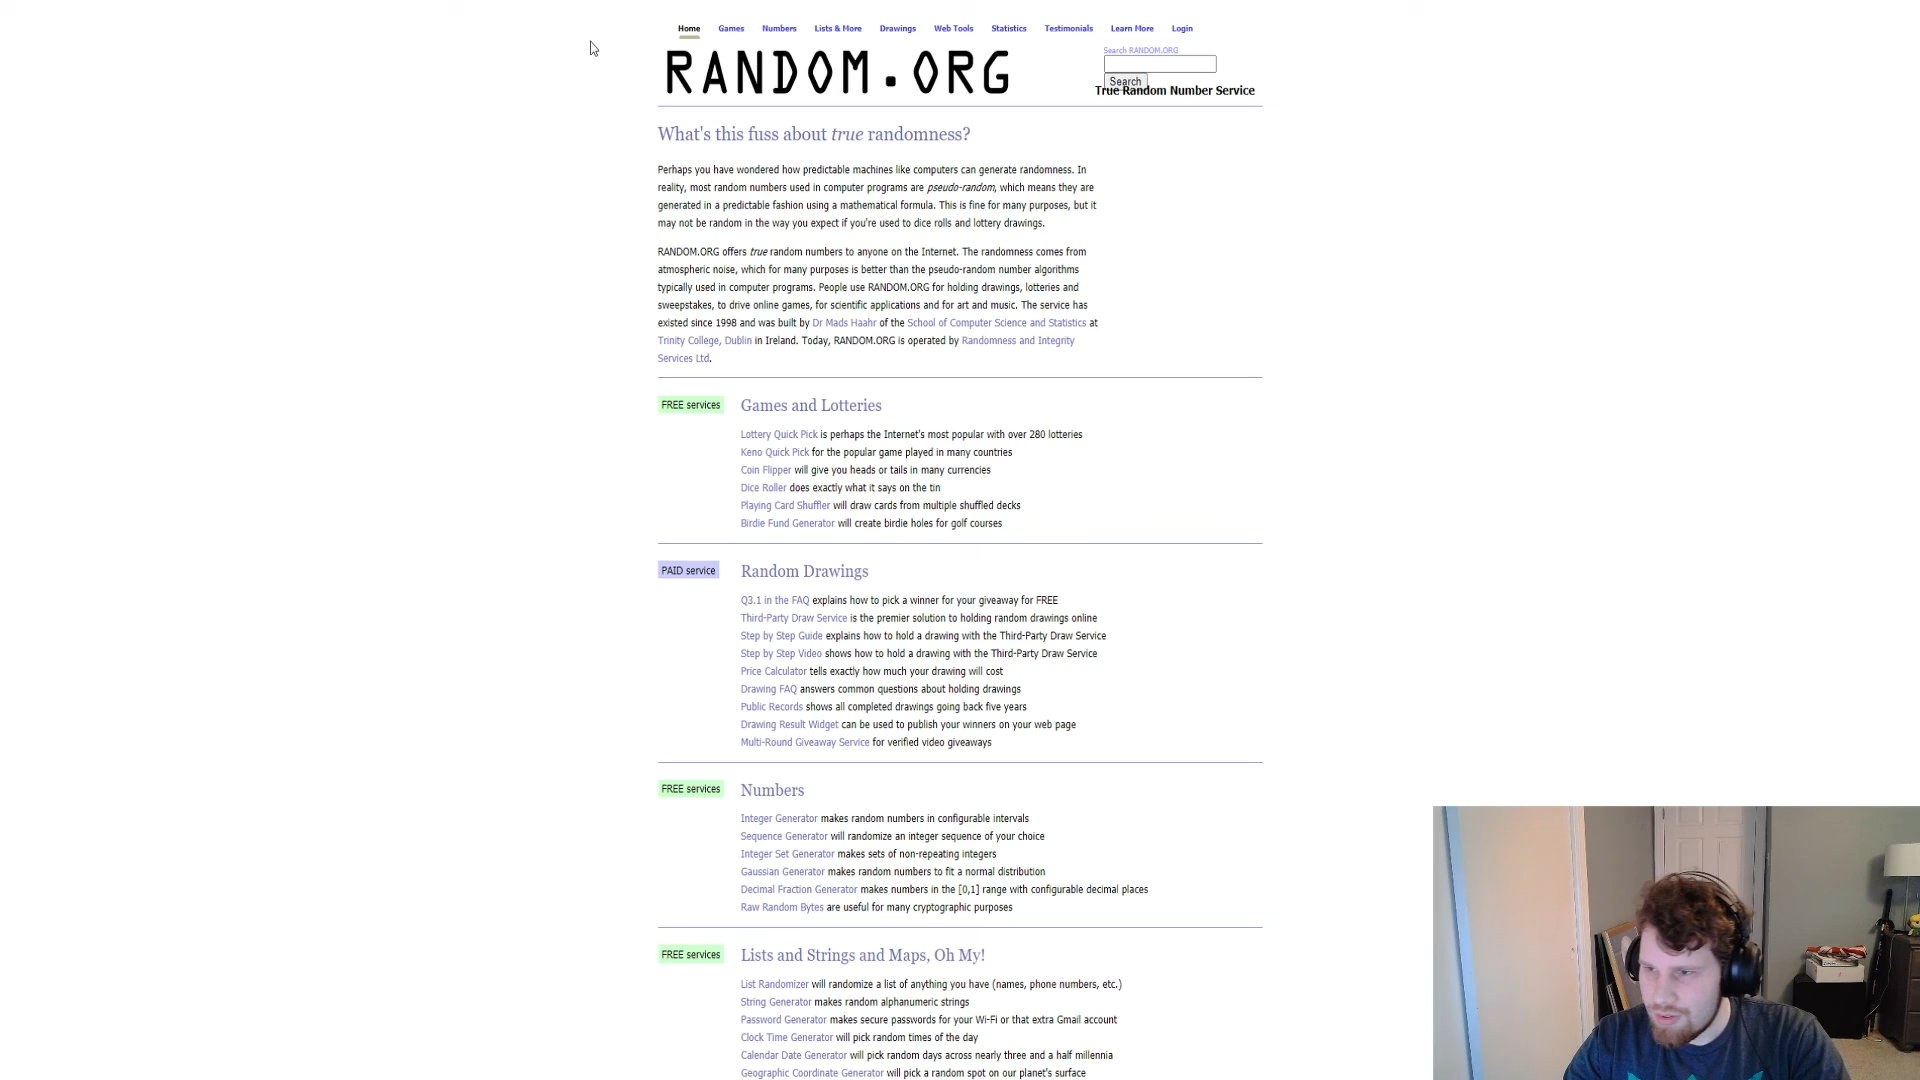 Home Games Numbers Lists & More Drawings Web Tools Statistics Testimonials Learn More Login
RANDOM.ORG
Search RANDOM.ORG
Search
True Random Number Service
What's this fuss about true randomness?
Perhaps you have wondered how predictable machines like computers can generate randomness. In
reality, most random numbers used in computer programs are pseudo-random, which means they are
generated in a predictable fashion using a mathematical formula. This is fine for many purposes, but it
may not be random in the way you expect if you're used to dice rolls and lottery drawings.
RANDOM.ORG offers true random numbers to anyone on the Internet. The randomness comes from
atmospheric noise, which for many purposes is better than the pseudo-random number algorithms
typically used in computer programs. People use RANDOM.ORG for holding drawings, lotteries and
sweepstakes, to drive online games, for scientific applications and for art and music. The service has
existed since 1998 and was built by Dr Mads Haahr of the School of Computer Science and Statistics at
Trinity College, Dublin in Ireland. Today, RANDOM.ORG is operated by Randomness and Integrity
Services Ltd.
FREE services Games and Lotteries
Lottery Quick Pick is perhaps the Internet's most popular with over 280 lotteries
Keno Quick Pick for the popular game played in many countries
Coin Flipper will give you heads or tails in many currencies
Dice Roller does exactly what it says on the tin
Playing Card Shuffler will draw cards from multiple shuffled decks
Birdie Fund Generator will create birdie holes for golf courses
PAID service Random Drawings
Q3.1 in the FAQ explains how to pick a winner for your giveaway for FREE
Third-Party Draw Service is the premier solution to holding random drawings online
Step by Step Guide explains how to hold a drawing with the Third-Party Draw Service
Step by Step Video shows how to hold a drawing with the Third-Party Draw Service
Price Calculator tells exactly how much your drawing will cost
Drawing FAQ answers common questions about holding drawings
Public Records shows all completed drawings going back five years
Drawing Result Widget can be used to publish your winners on your web page
Multi-Round Giveaway Service for verified video giveaways
FREE services Numbers
Integer Generator makes random numbers in configurable intervals
Sequence Generator will randomize an integer sequence of your choice
Integer Set Generator makes sets of non-repeating integers
Gaussian Generator makes random numbers to fit a normal distribution
Decimal Fraction Generator makes numbers in the [0,1] range with configurable decimal places
Raw Random Bytes are useful for many cryptographic purposes
FREE services Lists and Strings and Maps, Oh My!
List Randomizer will randomize a list of anything you have (names, phone numbers, etc.)
String Generator makes random alphanumeric strings
Password Generator makes secure passwords for your Wi-Fi or that extra Gmail account
Clock Time Generator will pick random times of the day
Calendar Date Generator will pick random days across nearly three and a half millennia
Geographic Coordinate Generator will pick a random spot on our planet's surface